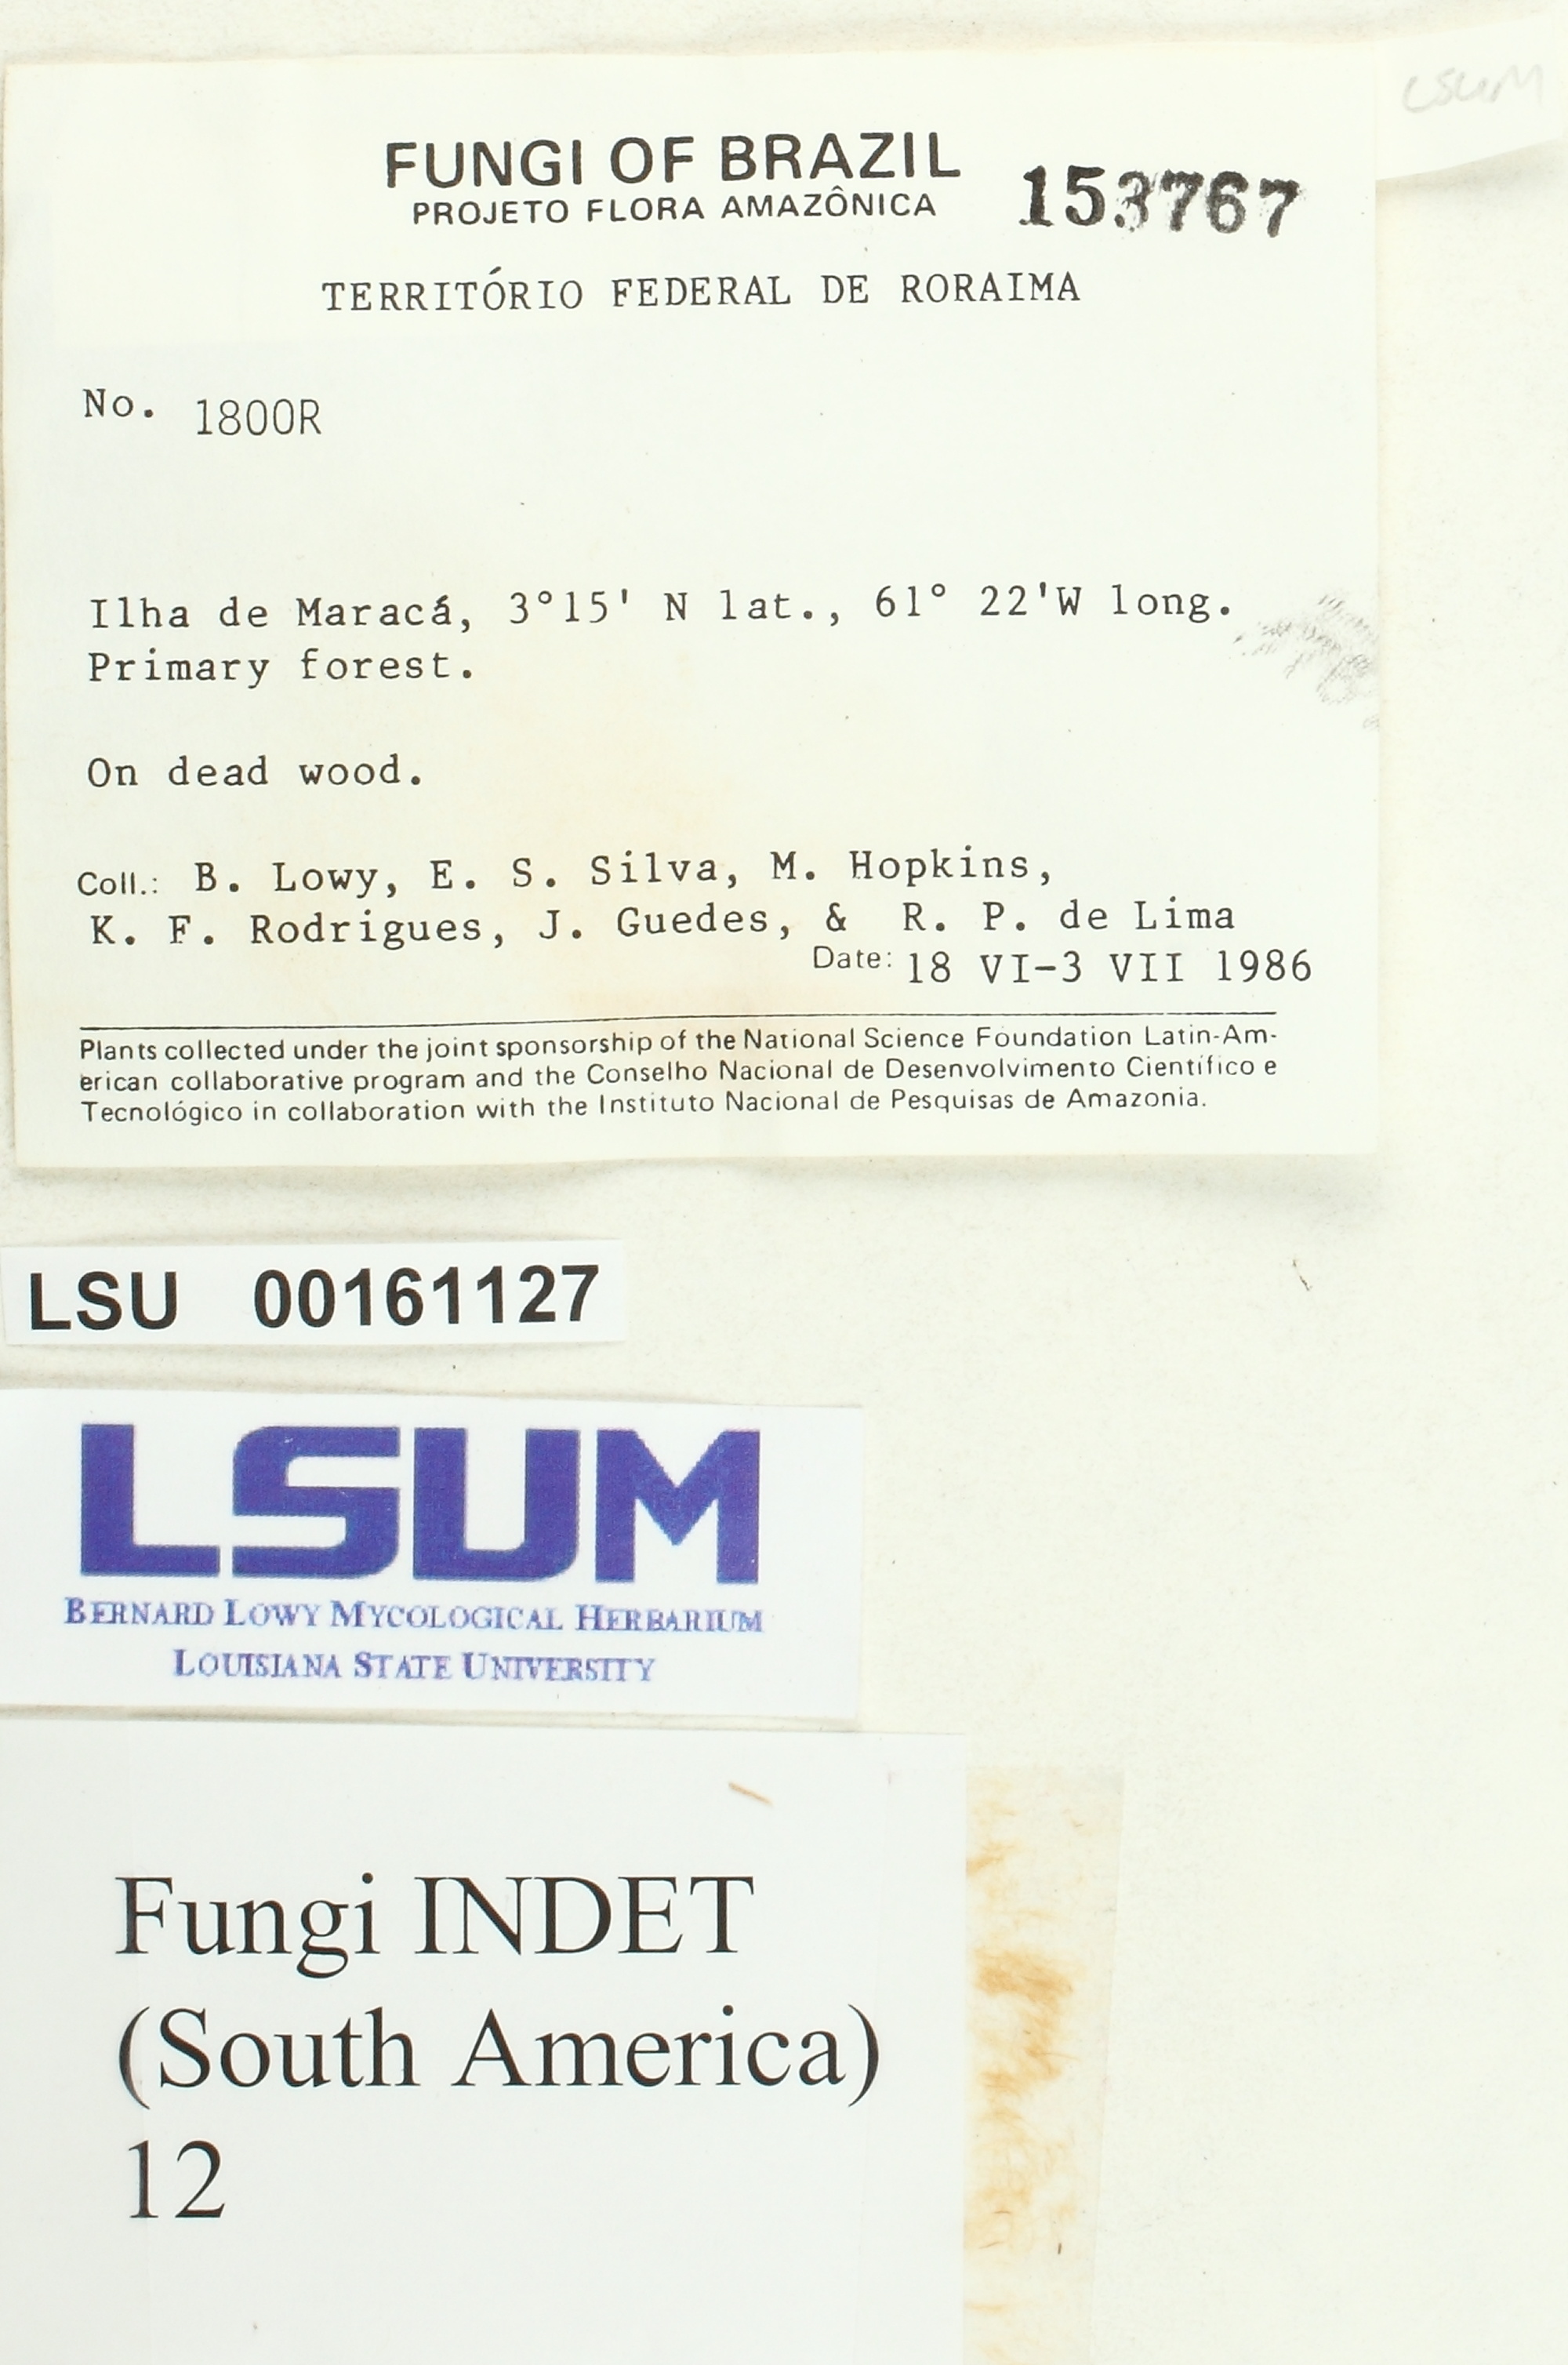 LSUM
FUNGI OF BRAZIL
PROJETO FLORA AMAZÔNICA
153767
TERRITÓRIO FEDERAL DE RORAIMA
No. 1800R
Ilha de Maracá, 3°15' N lat., 61° 22'W long.
Primary forest.
On dead wood.
Coll.: B. Lowy, E. S. Silva, M. Hopkins,
K. F. Rodrigues, J. Guedes, & R. P. de Lima
Date: 18 VI-3 VII 1986
Plants collected under the joint sponsorship of the National Science Foundation Latin-Am-
erican collaborative program and the Conselho Nacional de Desenvolvimento Científico e
Tecnológico in collaboration with the Instituto Nacional de Pesquisas de Amazonia.
LSU 00161127
LSUM
BERNARD LOWY MYCOLOGICAL HERBARIUM
LOUISIANA STATE UNIVERSITY
Fungi INDET
(South America)
12